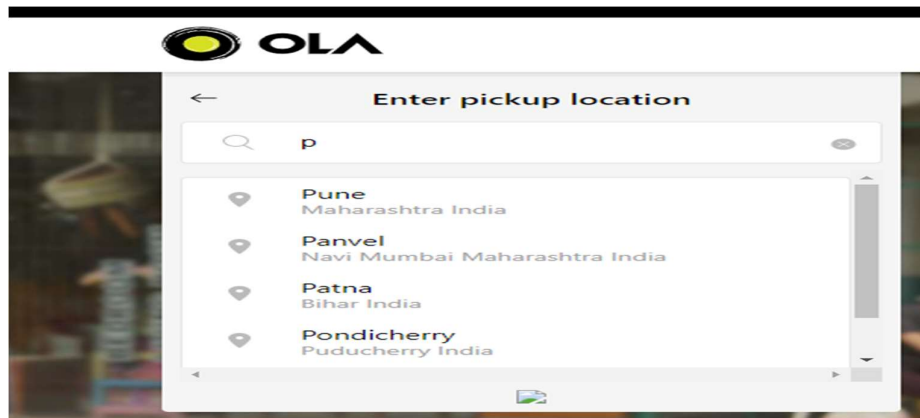 OLA
Enter pickup location
p
Pune
Maharashtra India
Panvel
Navi Mumbai Maharashtra India
Patna
Bihar India
Pondicherry
Puducherry India